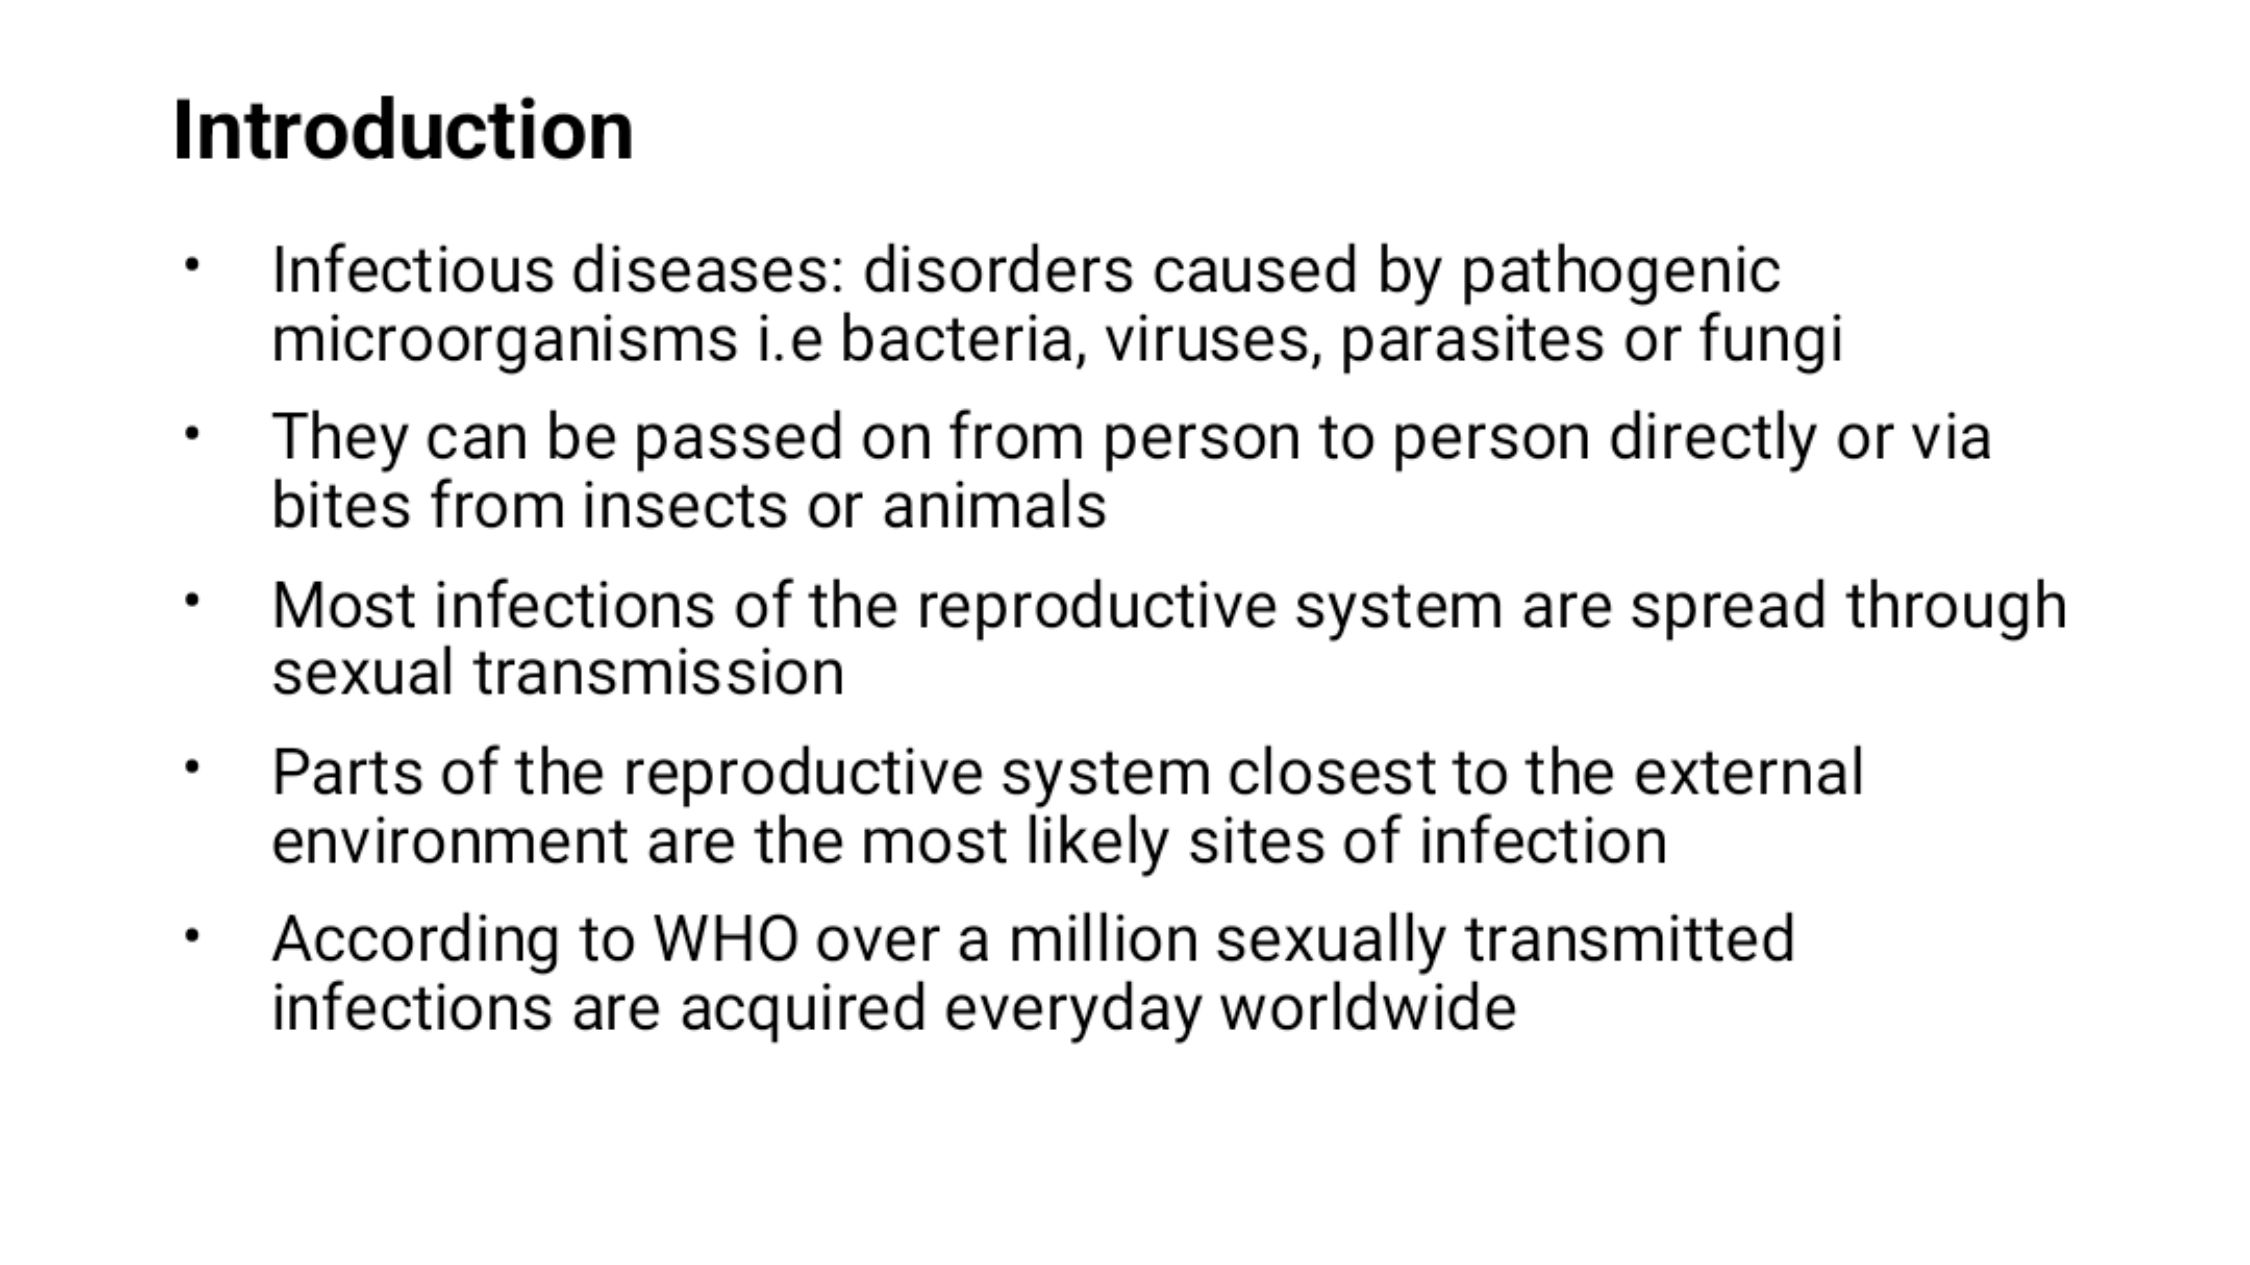 Introduction
• Infectious diseases: disorders caused by pathogenic
microorganisms i.e bacteria, viruses, parasites or fungi
• They can be passed on from person to person directly or via
bites from insects or animals
• Most infections of the reproductive system are spread through
sexual transmission
• Parts of the reproductive system closest to the external
environment are the most likely sites of infection
• According to WHO over a million sexually transmitted
infections are acquired everyday worldwide